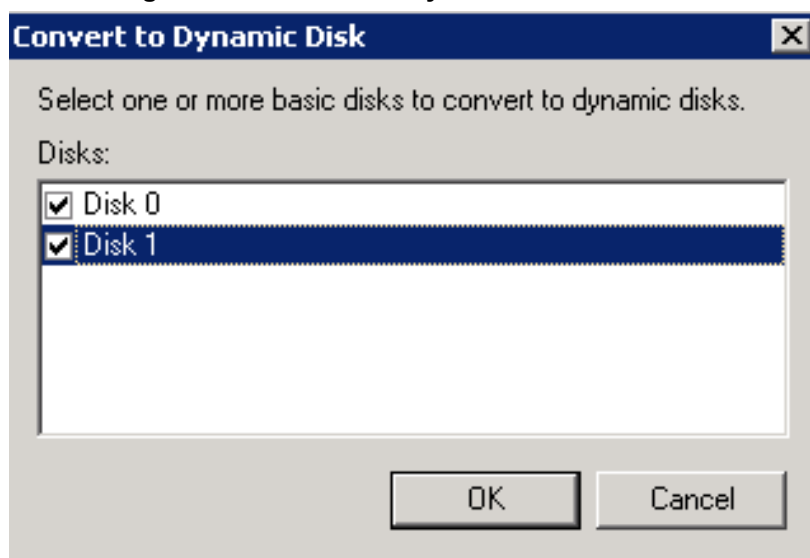 Convert to Dynamic Disk
Select one or more basic disks to convert to dynamic disks.
Disks:
Disk 0
Disk 1
OK
Cancel